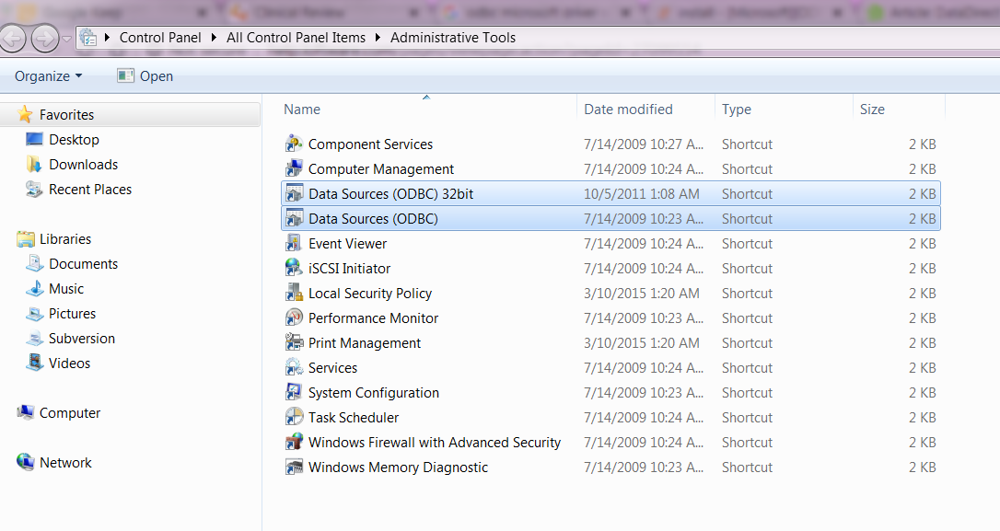 Control Panel ▸ All Control Panel Items ▸ Administrative Tools
Organize Open
Name Date modified Type Size
Favorites
Desktop
Downloads
Recent Places
Libraries
Documents
Music
Pictures
Subversion
Videos
Computer
Network
Component Services 7/14/2009 10:27 A... Shortcut 2 KB
Computer Management 7/14/2009 10:24 A... Shortcut 2 KB
Data Sources (ODBC) 32bit 10/5/2011 1:08 AM Shortcut 2 KB
Data Sources (ODBC) 7/14/2009 10:23 A... Shortcut 2 KB
Event Viewer 7/14/2009 10:24 A... Shortcut 2 KB
iSCSI Initiator 7/14/2009 10:24 A... Shortcut 2 KB
Local Security Policy 3/10/2015 1:20 AM Shortcut 2 KB
Performance Monitor 7/14/2009 10:23 A... Shortcut 2 KB
Print Management 3/10/2015 1:20 AM Shortcut 2 KB
Services 7/14/2009 10:24 A... Shortcut 2 KB
System Configuration 7/14/2009 10:23 A... Shortcut 2 KB
Task Scheduler 7/14/2009 10:24 A... Shortcut 2 KB
Windows Firewall with Advanced Security 7/14/2009 10:24 A... Shortcut 2 KB
Windows Memory Diagnostic 7/14/2009 10:23 A... Shortcut 2 KB